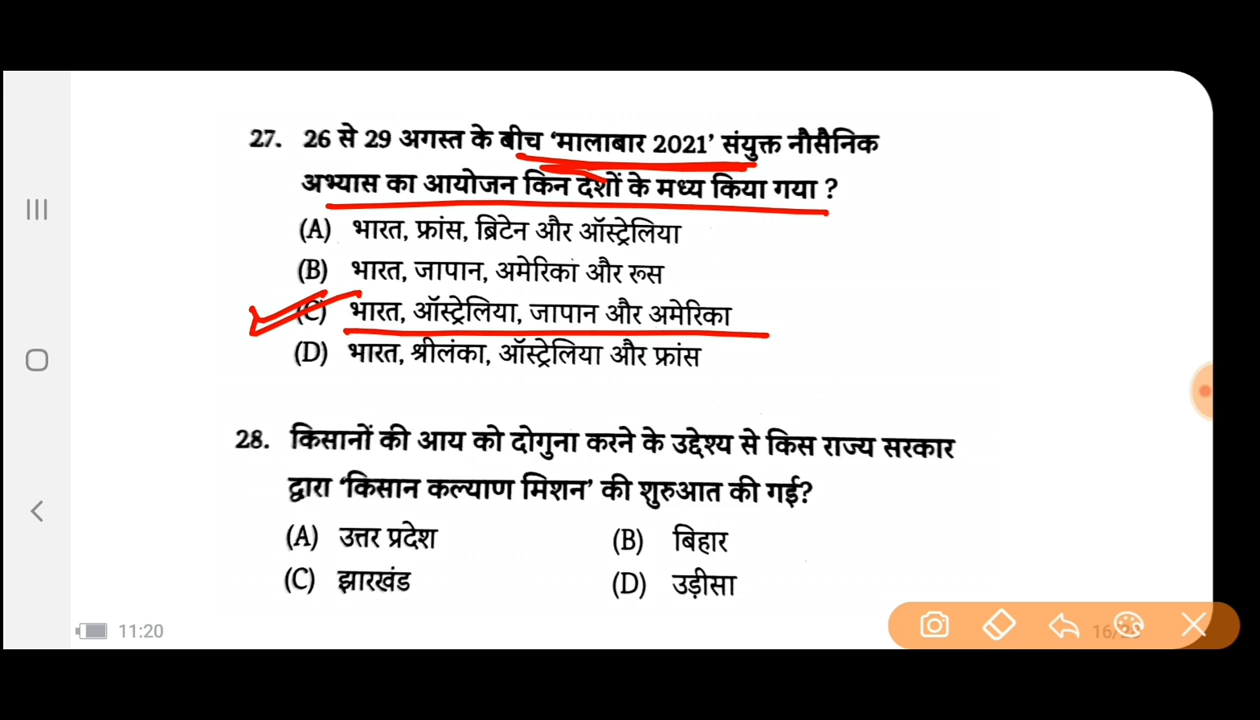 27. 26 से 29 अगस्त के बीच ‘मालाबार 2021’ संयुक्त नौसैनिक
अभ्यास का आयोजन किन देशों के मध्य किया गया ?
(A) भारत, फ्रांस, ब्रिटेन और ऑस्ट्रेलिया
(B) भारत, जापान, अमेरिका और रूस
(C) भारत, ऑस्ट्रेलिया, जापान और अमेरिका
(D) भारत, श्रीलंका, ऑस्ट्रेलिया और फ्रांस
28. किसानों की आय को दोगुना करने के उद्देश्य से किस राज्य सरकार
द्वारा ‘किसान कल्याण मिशन’ की शुरुआत की गई?
(A) उत्तर प्रदेश (B) बिहार
(C) झारखंड (D) उड़ीसा
11:20